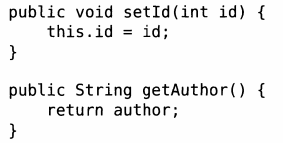 public void setId(int id) {
    this.id = id;
}

public String getAuthor() {
    return author;
}